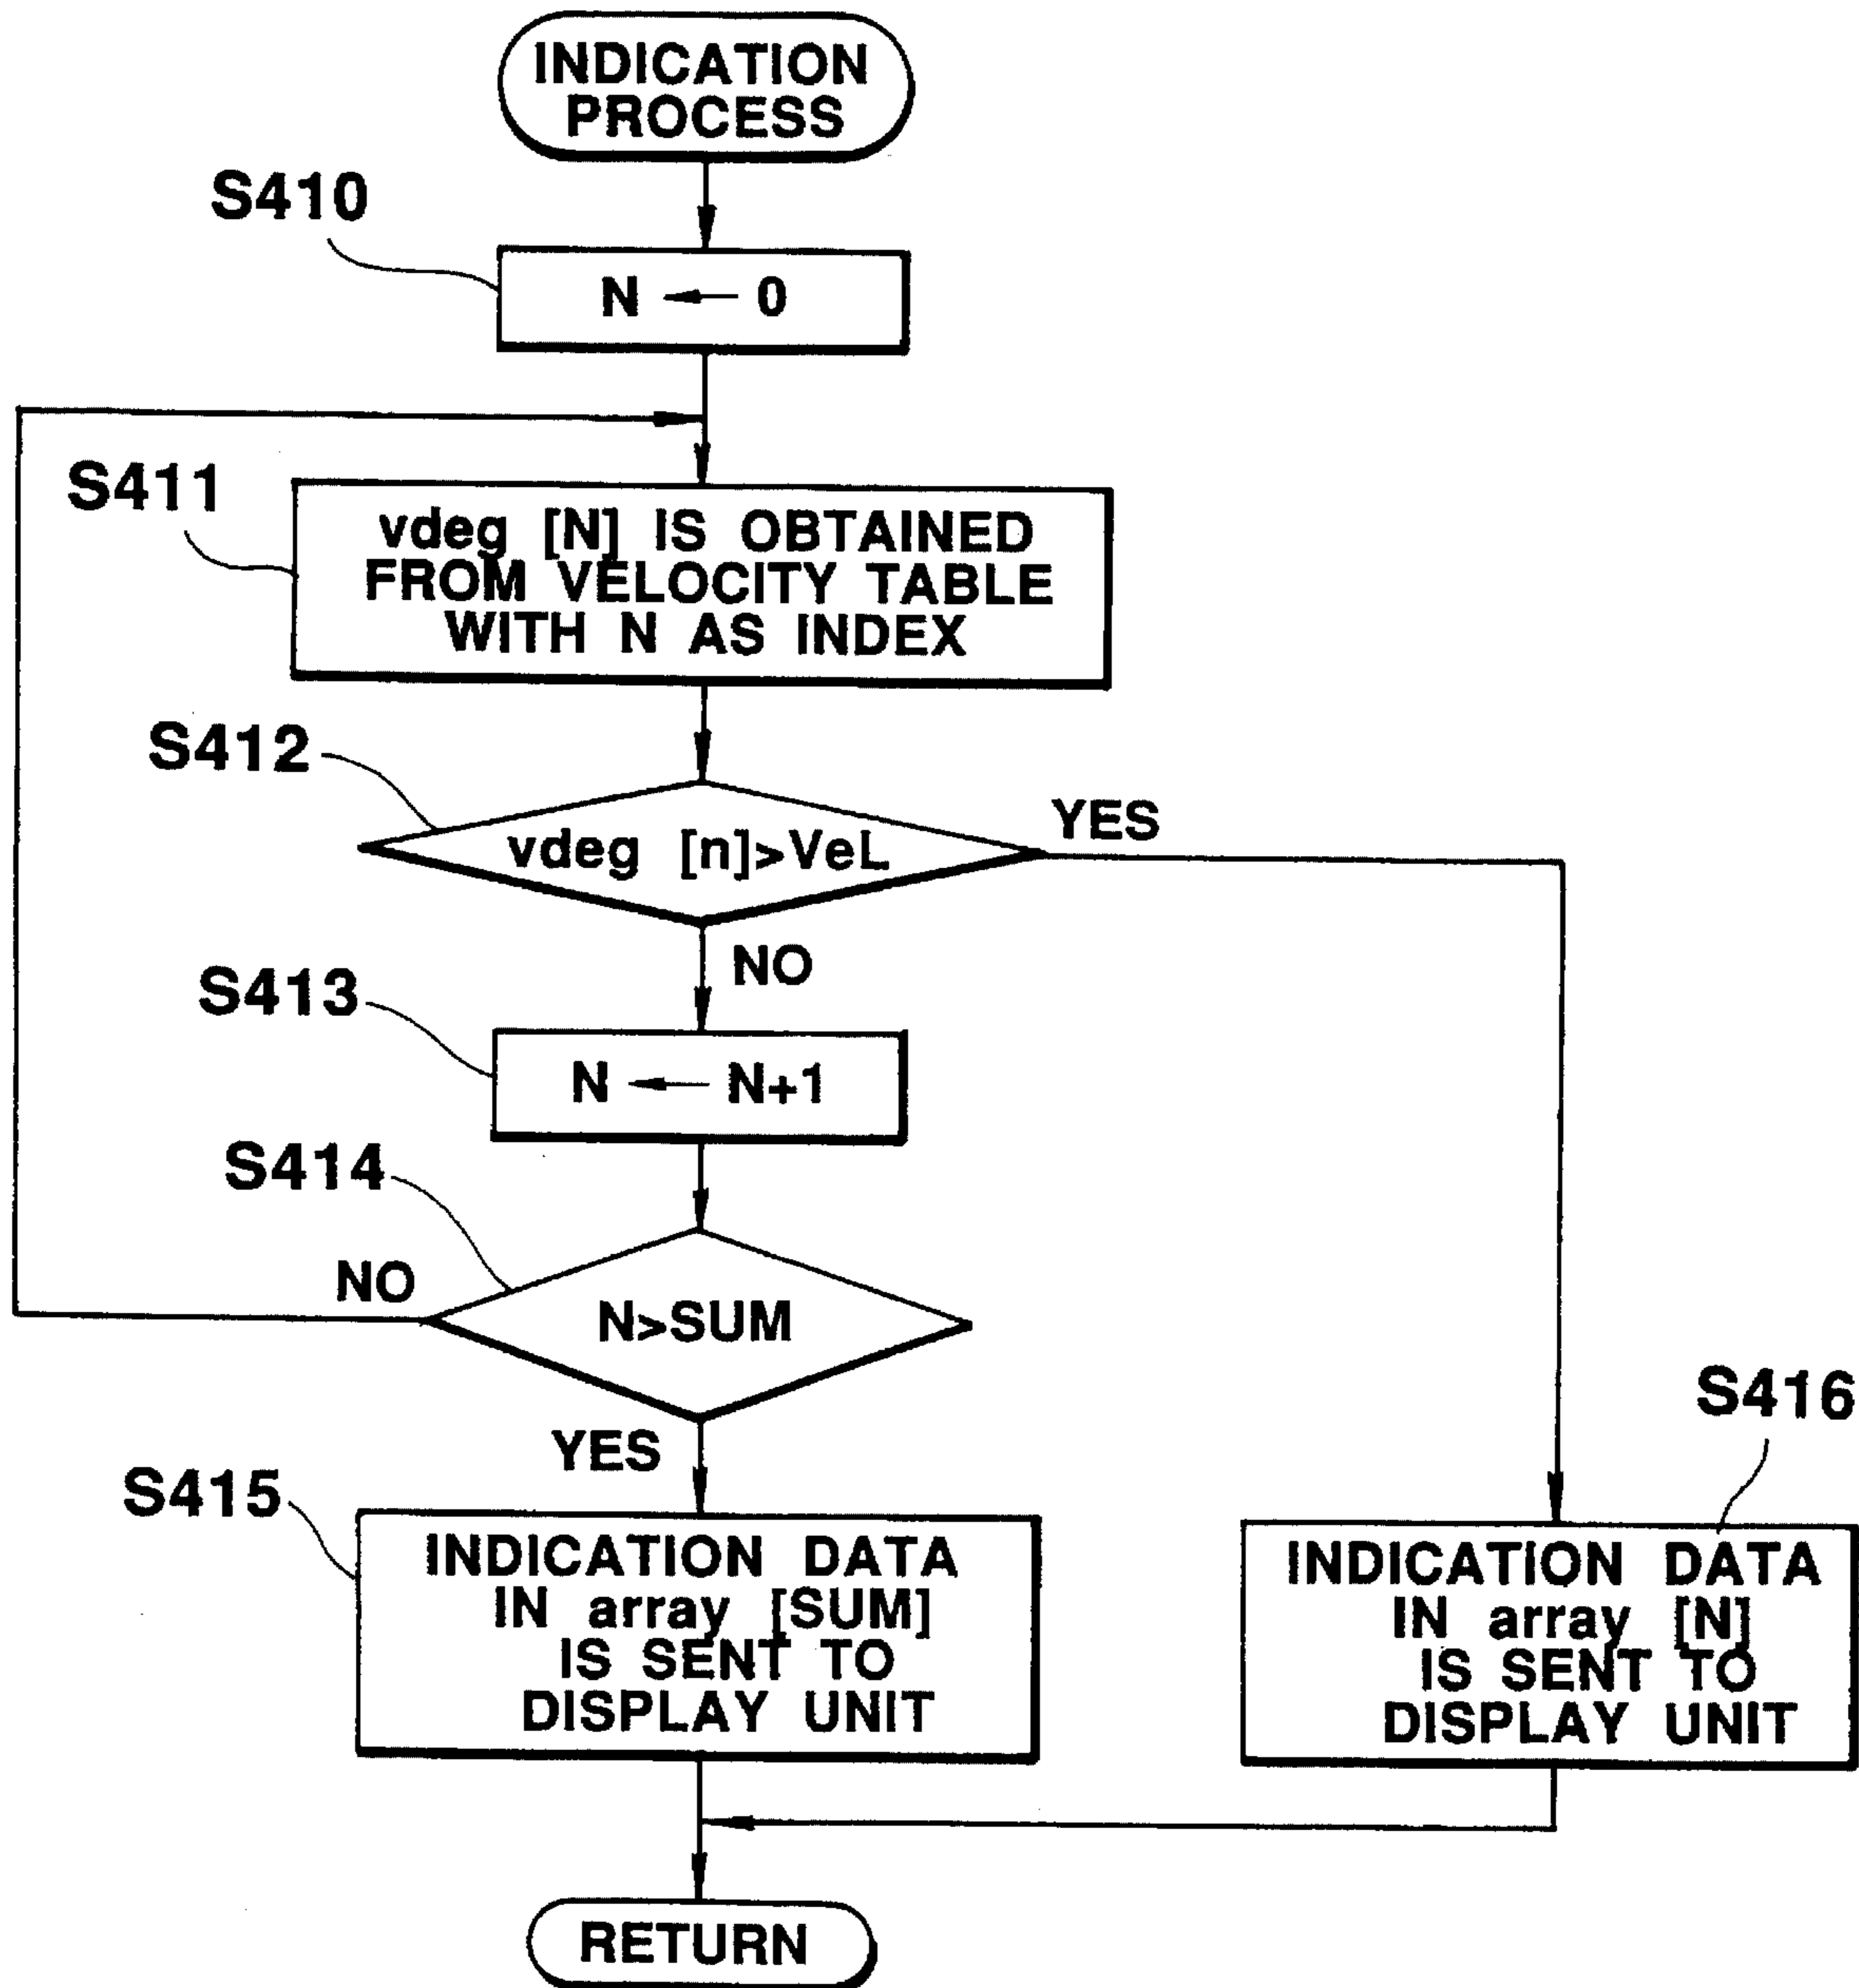 INDICATION
PROCESS
S410
N ← 0
S411
vdeg [N] IS OBTAINED
FROM VELOCITY TABLE
WITH N AS INDEX
S412
vdeg [n]>VeL
YES
NO
S413
N ← N+1
S414
NO
N>SUM
YES
S415
INDICATION DATA
IN array [SUM]
IS SENT TO
DISPLAY UNIT
S416
INDICATION DATA
IN array [N]
IS SENT TO
DISPLAY UNIT
RETURN